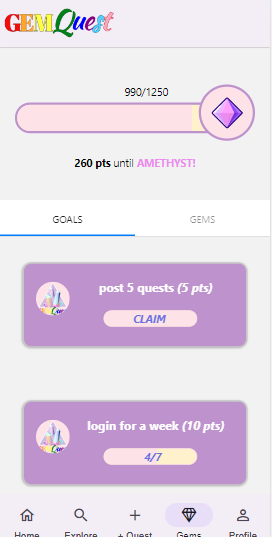 GEMQuest
990/1250
260 pts until AMETHYST!
GOALS GEMS
post 5 quests (5 pts)
CLAIM
login for a week (10 pts)
4/7
Home Explore + Quest Gems Profile